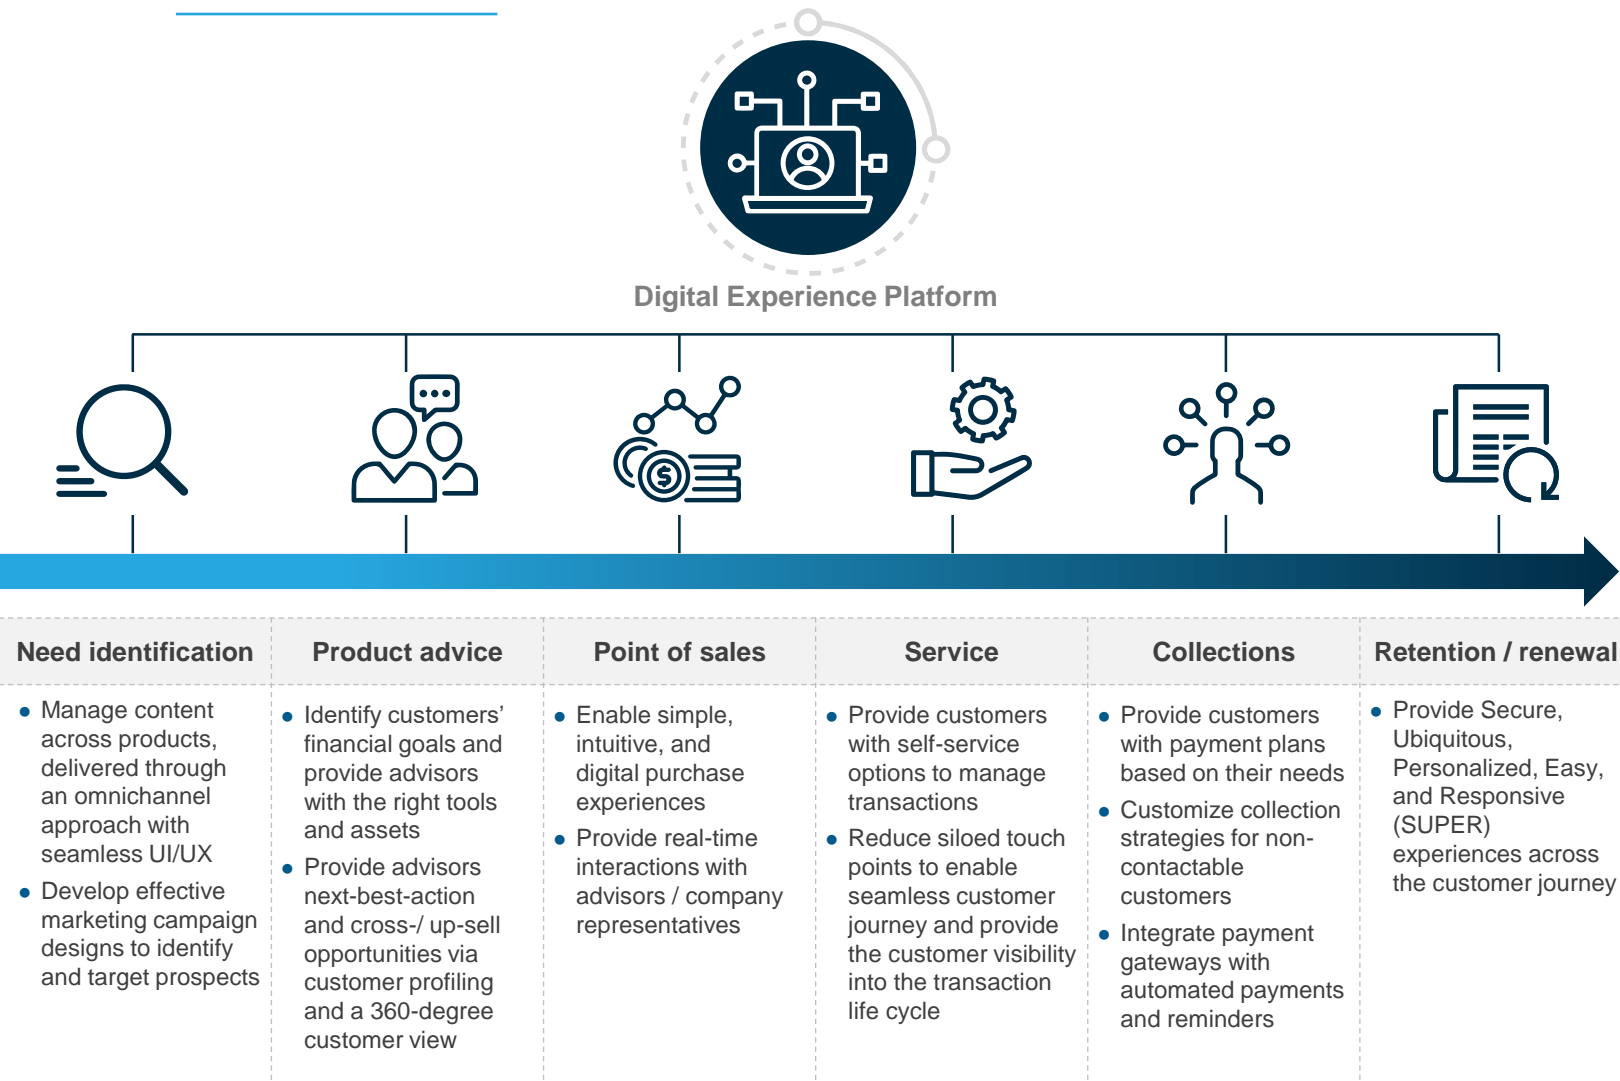 Digital Experience Platform
$
Need identification
Manage content
across products,
delivered through
an omnichannel
approach with
seamless UI/UX
Develop effective
marketing campaign
designs to identify
and target prospects
Product advice
Identify customers’
financial goals and
provide advisors
with the right tools
and assets
Provide advisors
next-best-action
and cross-/ up-sell
opportunities via
customer profiling
and a 360-degree
customer view
Point of sales
Enable simple,
intuitive, and
digital purchase
experiences
Provide real-time
interactions with
advisors / company
representatives
Service
Provide customers
with self-service
options to manage
transactions
Reduce siloed touch
points to enable
seamless customer
journey and provide
the customer visibility
into the transaction
life cycle
Collections
Provide customers
with payment plans
based on their needs
Customize collection
strategies for non-
contactable
customers
Integrate payment
gateways with
automated payments
and reminders
Retention / renewal
Provide Secure,
Ubiquitous,
Personalized, Easy,
and Responsive
(SUPER)
experiences across
the customer journey